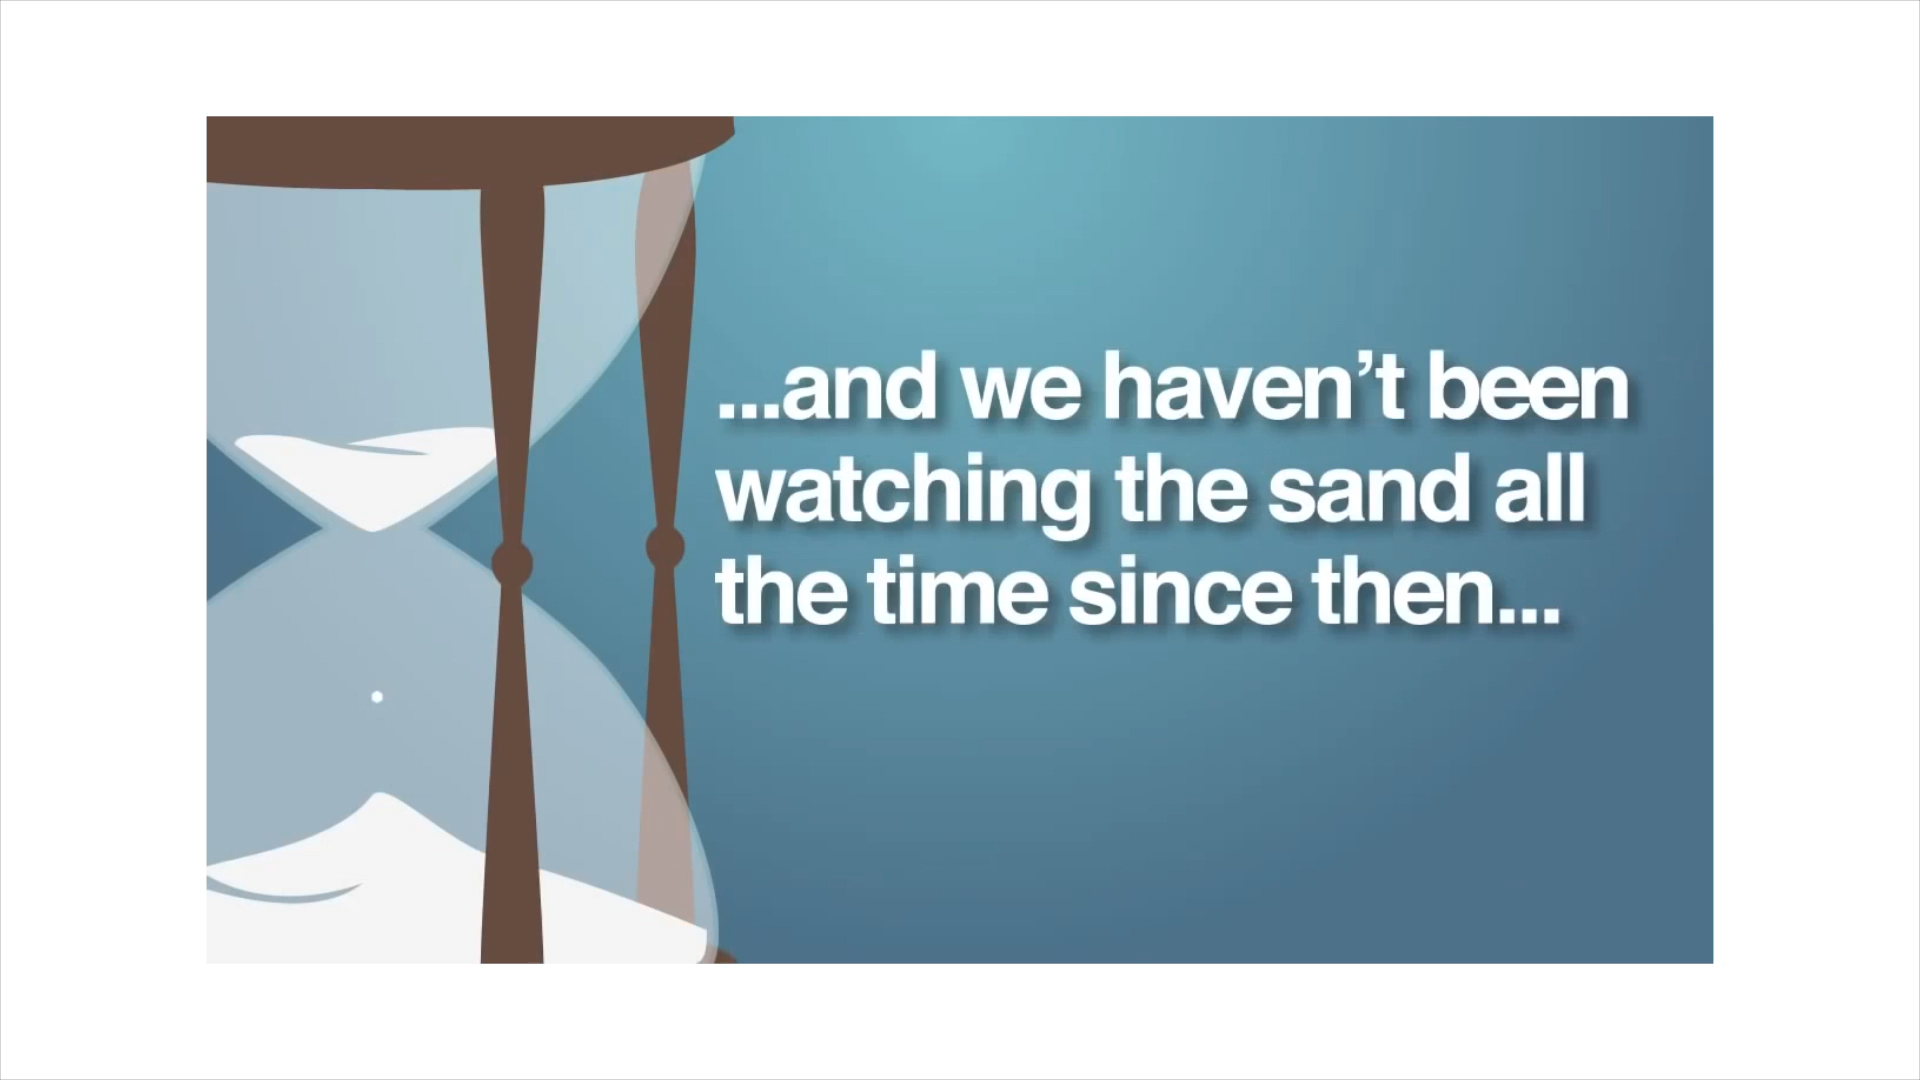 ...and we haven’t been
watching the sand all
the time since then...